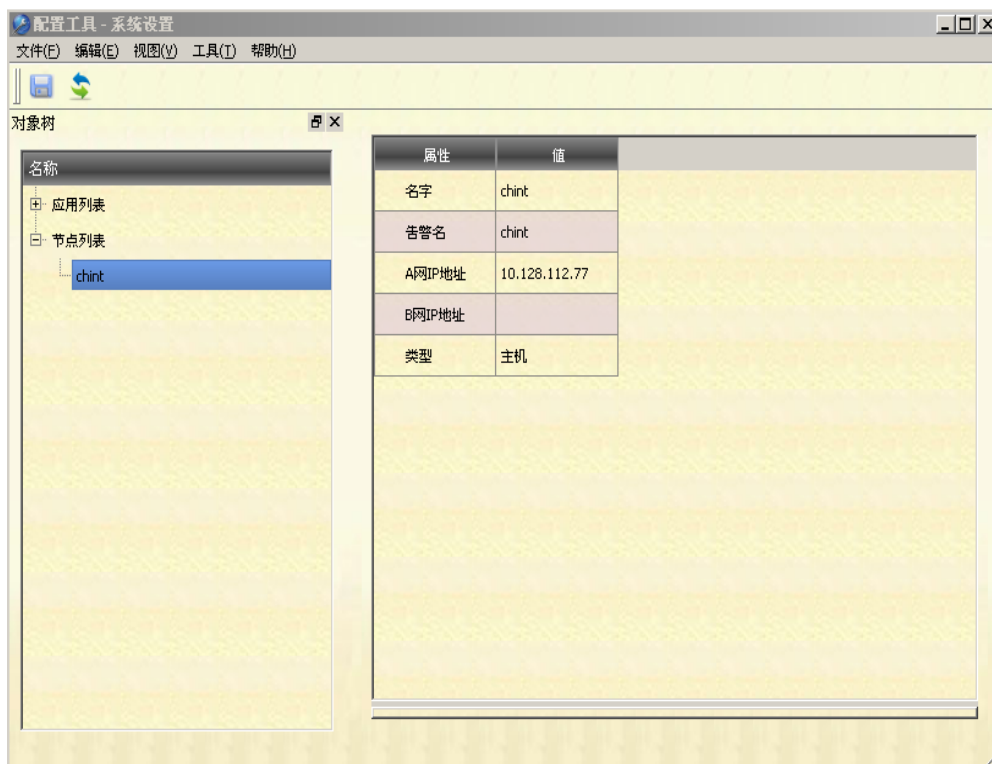 配置工具 - 系统设置
文件(F) 编辑(E) 视图(V) 工具(T) 帮助(H)
对象树
名称
应用列表
节点列表
chint
属性 值
名字 chint
告警名 chint
A网IP地址 10.128.112.77
B网IP地址
类型 主机